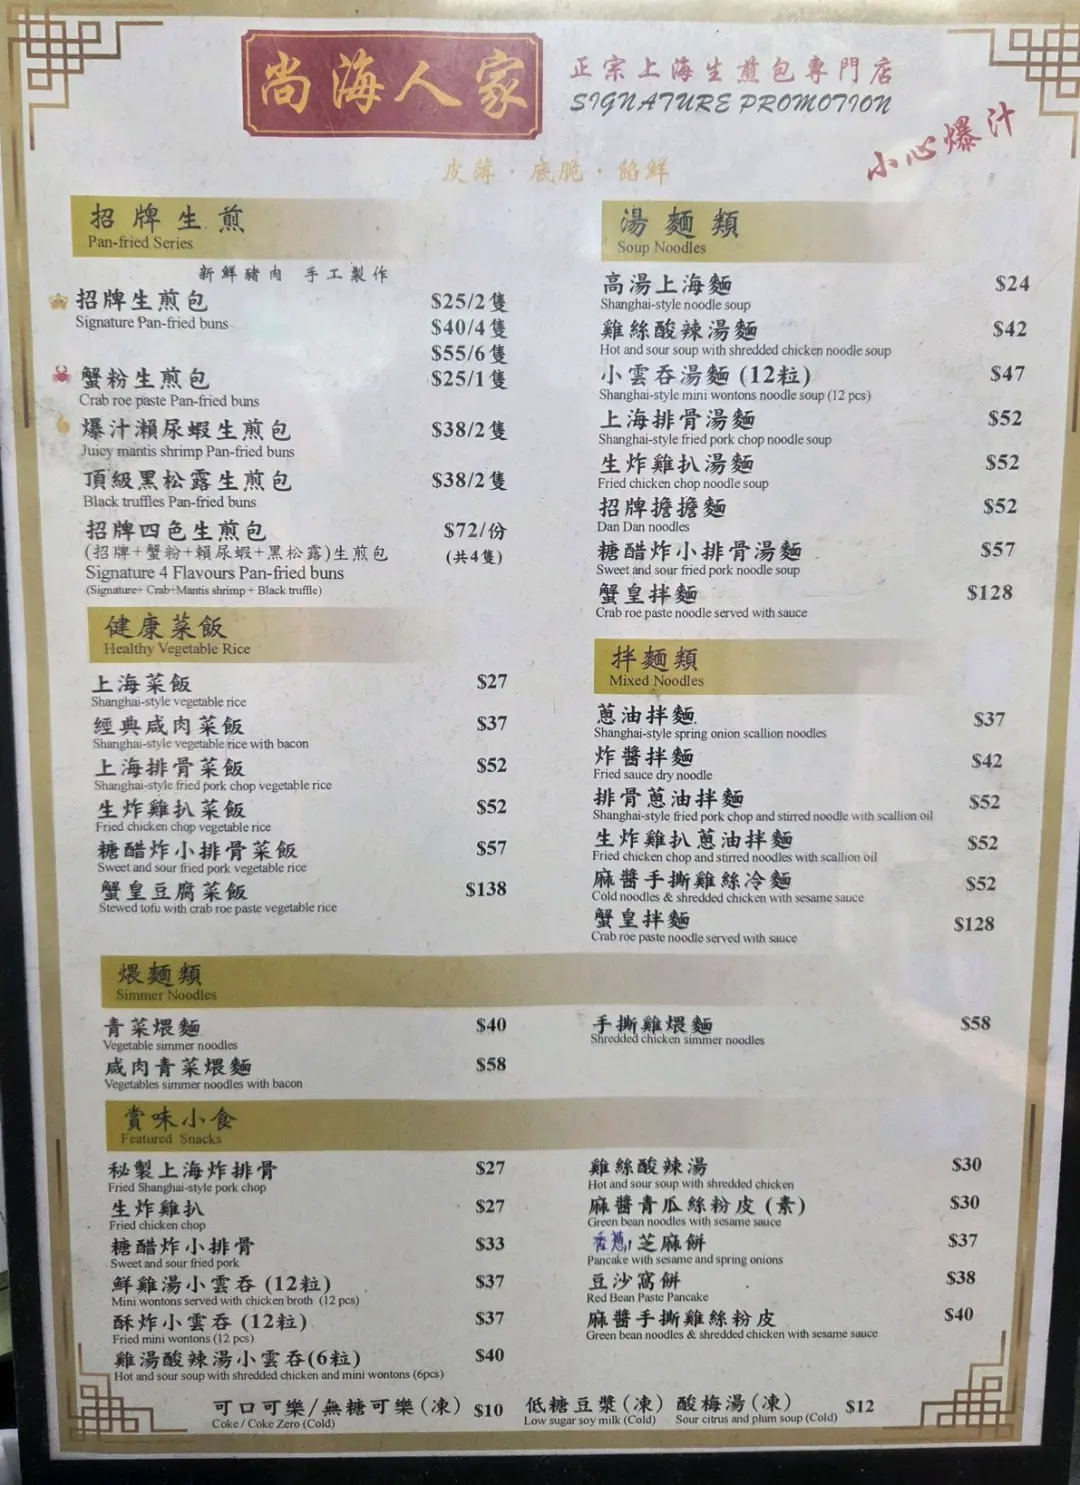 尚海人家
正宗上海生煎包專門店
SIGNATURE PROMOTION
小心爆汁
皮薄·底脆·餡鮮
招牌生煎
Pan-fried Series
新鮮豬肉 手工製作
招牌生煎包 $25/2隻
Signature Pan-fried buns $40/4隻
$55/6隻
蟹粉生煎包 $25/1隻
Crab roe paste Pan-fried buns
爆汁瀨尿蝦生煎包 $38/2隻
Juicy mantis shrimp Pan-fried buns
頂級黑松露生煎包 $38/2隻
Black truffles Pan-fried buns
招牌四色生煎包 $72/份
(招牌+蟹粉+賴尿蝦+黑松露)生煎包 (共4隻)
Signature 4 Flavours Pan-fried buns
(Signature+ Crab+Mantis shrimp + Black truffle)
健康菜飯
Healthy Vegetable Rice
上海菜飯 $27
Shanghai-style vegetable rice
經典咸肉菜飯 $37
Shanghai-style vegetable rice with bacon
上海排骨菜飯 $52
Shanghai-style fried pork chop vegetable rice
生炸雞扒菜飯 $52
Fried chicken chop vegetable rice
糖醋炸小排骨菜飯 $57
Sweet and sour fried pork vegetable rice
蟹皇豆腐菜飯 $138
Stewed tofu with crab roe paste vegetable rice
湯麵類
Soup Noodles
高湯上海麵 $24
Shanghai-style noodle soup
雞絲酸辣湯麵 $42
Hot and sour soup with shredded chicken noodle soup
小雲吞湯麵 (12粒) $47
Shanghai-style mini wontons noodle soup (12 pcs)
上海排骨湯麵 $52
Shanghai-style fried pork chop noodle soup
生炸雞扒湯麵 $52
Fried chicken chop noodle soup
招牌擔擔麵 $52
Dan Dan noodles
糖醋炸小排骨湯麵 $57
Sweet and sour fried pork noodle soup
蟹皇拌麵 $128
Crab roe paste noodle served with sauce
拌麵類
Mixed Noodles
蔥油拌麵 $37
Shanghai-style spring onion scallion noodles
炸醬拌麵 $42
Fried sauce dry noodle
排骨蔥油拌麵 $52
Shanghai-style fried pork chop and stirred noodle with scallion oil
生炸雞扒蔥油拌麵 $52
Fried chicken chop and stirred noodles with scallion oil
麻醬手撕雞絲冷麵 $52
Cold noodles & shredded chicken with sesame sauce
蟹皇拌麵 $128
Crab roe paste noodle served with sauce
煨麵類
Simmer Noodles
青菜煨麵 $40
Vegetable simmer noodles
咸肉青菜煨麵 $58
Vegetables simmer noodles with bacon
手撕雞煨麵 $58
Shredded chicken simmer noodles
賞味小食
Featured Snacks
秘製上海炸排骨 $27
Fried Shanghai-style pork chop
生炸雞扒 $27
Fried chicken chop
糖醋炸小排骨 $33
Sweet and sour fried pork
鮮雞湯小雲吞 (12粒) $37
Mini wontons served with chicken broth (12 pcs)
酥炸小雲吞 (12粒) $37
Fried mini wontons (12 pcs)
雞湯酸辣湯小雲吞(6粒) $40
Hot and sour soup with shredded chicken and mini wontons (6pcs)
雞絲酸辣湯 $30
Hot and sour soup with shredded chicken
麻醬青瓜絲粉皮 (素) $30
Green bean noodles with sesame sauce
香蔥芝麻餅 $37
Pancake with sesame and spring onions
豆沙窩餅 $38
Red Bean Paste Pancake
麻醬手撕雞絲粉皮 $40
Green bean noodles & shredded chicken with sesame sauce
可口可樂/無糖可樂(凍) $10 低糖豆漿(凍) 酸梅湯(凍) $12
Coke / Coke Zero (Cold) Low sugar soy milk (Cold) Sour citrus and plum soup (Cold)